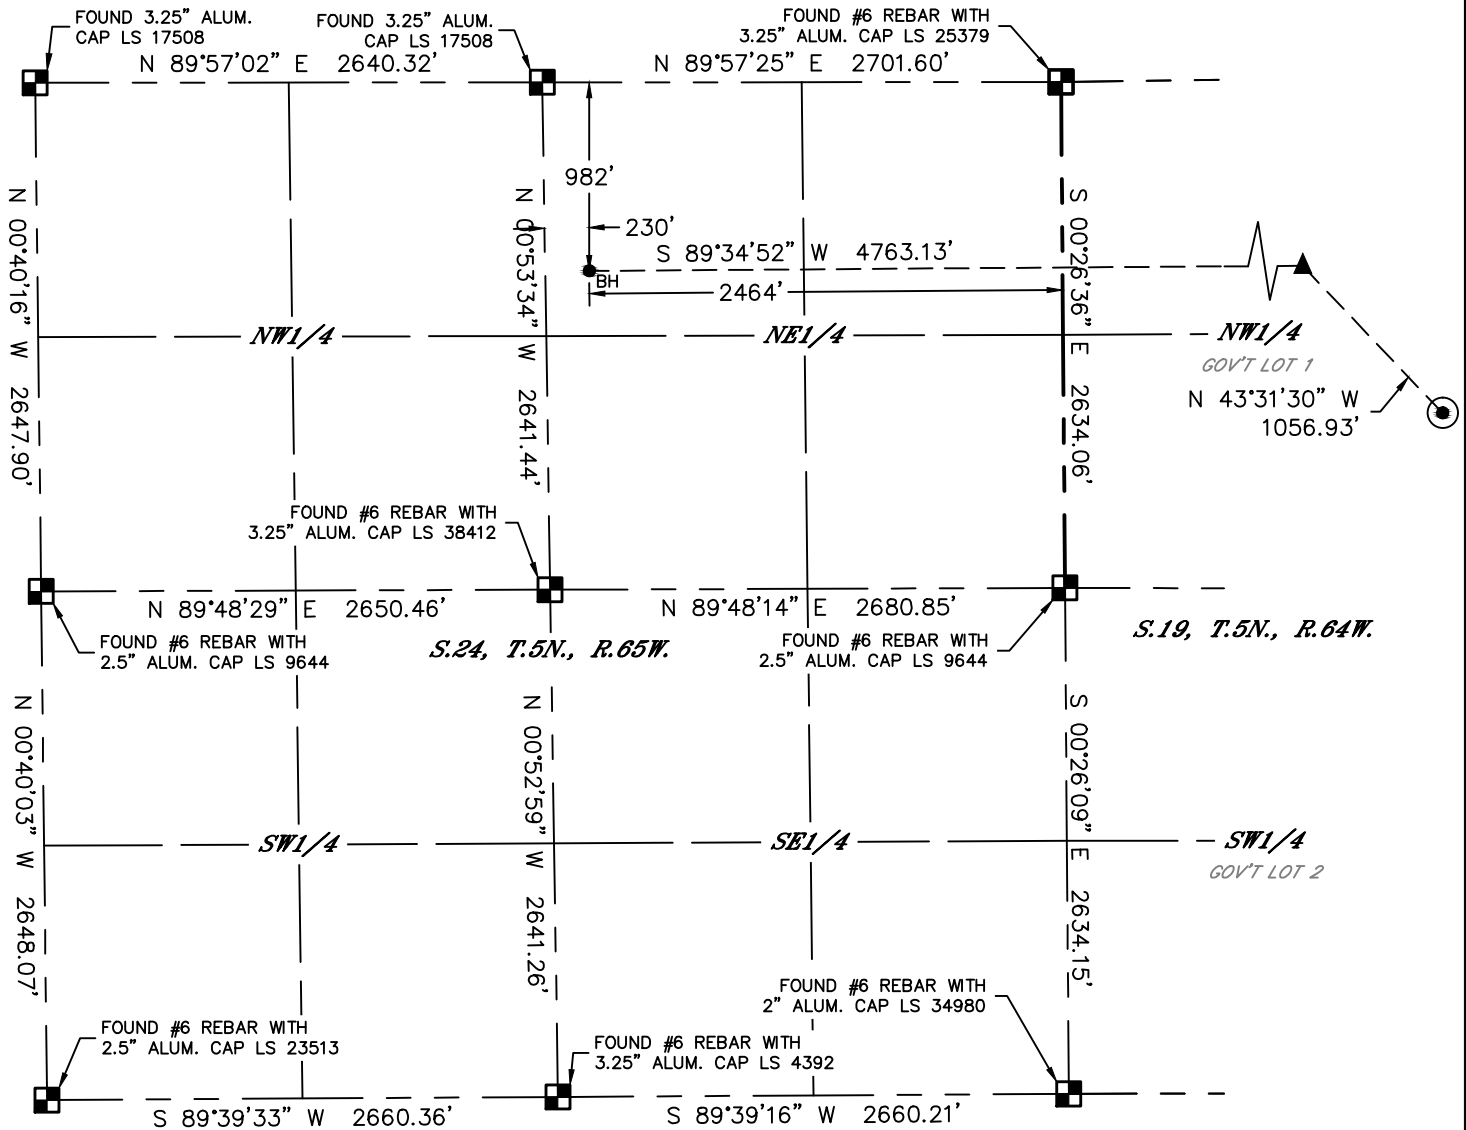 FOUND 3.25” ALUM.
CAP LS 17508
FOUND 3.25” ALUM.
CAP LS 17508
FOUND #6 REBAR WITH
3.25” ALUM. CAP LS 25379
N 89°57'02” E 2640.32'
N 89°57'25” E 2701.60'
982'
230'
S 89°34'52” W 4763.13'
BH
2464'
N 00°40'16” W 2647.90'
N 00°53'34” W 2641.44'
S 00°26'36” E 2634.06'
NW1/4
NE1/4
NW1/4
GOV'T LOT 1
N 43°31'30” W
1056.93'
FOUND #6 REBAR WITH
3.25” ALUM. CAP LS 38412
N 89°48'29” E 2650.46'
N 89°48'14” E 2680.85'
FOUND #6 REBAR WITH
2.5” ALUM. CAP LS 9644
S.24, T.5N., R.65W.
FOUND #6 REBAR WITH
2.5” ALUM. CAP LS 9644
S.19, T.5N., R.64W.
N 00°40'03” W 2648.07'
N 00°52'59” W 2641.26'
S 00°26'09” E 2634.15'
SW1/4
SE1/4
SW1/4
GOV'T LOT 2
FOUND #6 REBAR WITH
2” ALUM. CAP LS 34980
FOUND #6 REBAR WITH
2.5” ALUM. CAP LS 23513
FOUND #6 REBAR WITH
3.25” ALUM. CAP LS 4392
S 89°39'33” W 2660.36'
S 89°39'16” W 2660.21'